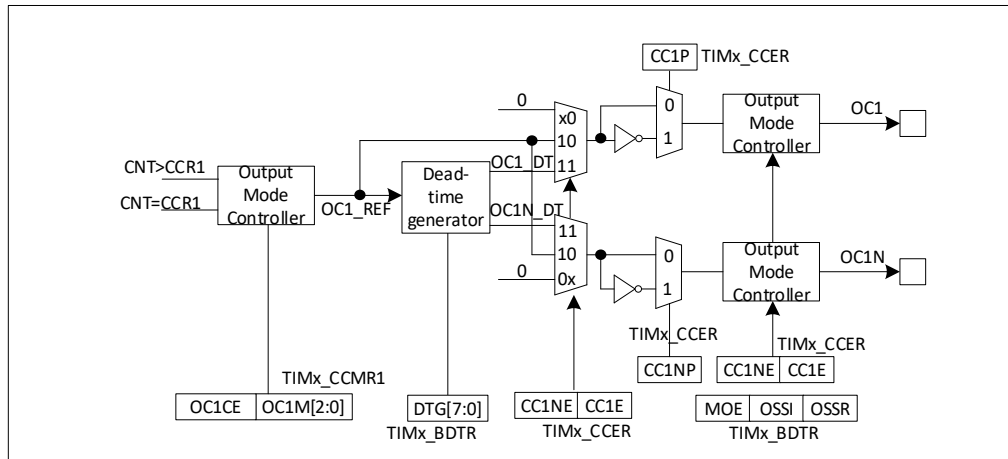 CC1P TIMx_CCER
0
x0
10
11
0
1
Output
Mode
Controller
OC1
CNT>CCR1
CNT=CCR1
Output
Mode
Controller
OC1_REF
Dead-
time
generator
OC1_DT
OC1N_DT
11
10
0x
0
0
1
Output
Mode
Controller
OC1N
TIMx_CCER
CC1NP
TIMx_CCER
CC1NE CC1E
TIMx_CCMR1
OC1CE OC1M[2:0]
DTG[7:0]
TIMx_BDTR
CC1NE CC1E
TIMx_CCER
MOE OSSI OSSR
TIMx_BDTR